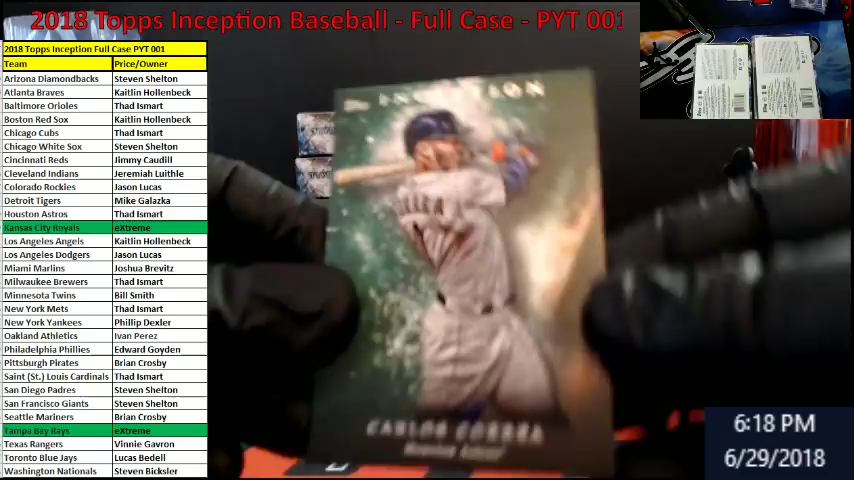 2018 Topps Inception Baseball - Full Case - PYT 001
2018 Topps Inception Full Case PYT 001
Team Price/Owner
Arizona Diamondbacks Steven Shelton
Atlanta Braves Kaitlin Hollenbeck
Baltimore Orioles Thad Ismart
Boston Red Sox Kaitlin Hollenbeck
Chicago Cubs Thad Ismart
Chicago White Sox Steven Shelton
Cincinnati Reds Jimmy Caudill
Cleveland Indians Jeremiah Luithle
Colorado Rockies Jason Lucas
Detroit Tigers Mike Galazka
Houston Astros Thad Ismart
Kansas City Royals eXtreme
Los Angeles Angels Kaitlin Hollenbeck
Los Angeles Dodgers Jason Lucas
Miami Marlins Joshua Brevitz
Milwaukee Brewers Thad Ismart
Minnesota Twins Bill Smith
New York Mets Thad Ismart
New York Yankees Phillip Dexler
Oakland Athletics Ivan Perez
Philadelphia Phillies Edward Goyden
Pittsburgh Pirates Brian Crosby
Saint (St.) Louis Cardinals Thad Ismart
San Diego Padres Steven Shelton
San Francisco Giants Steven Shelton
Seattle Mariners Brian Crosby
Tampa Bay Rays eXtreme
Texas Rangers Vinnie Gavron
Toronto Blue Jays Lucas Bedell
Washington Nationals Steven Bicksler
INCEPTION
CARLOS CORREA
Houston Astros
6:18 PM
6/29/2018